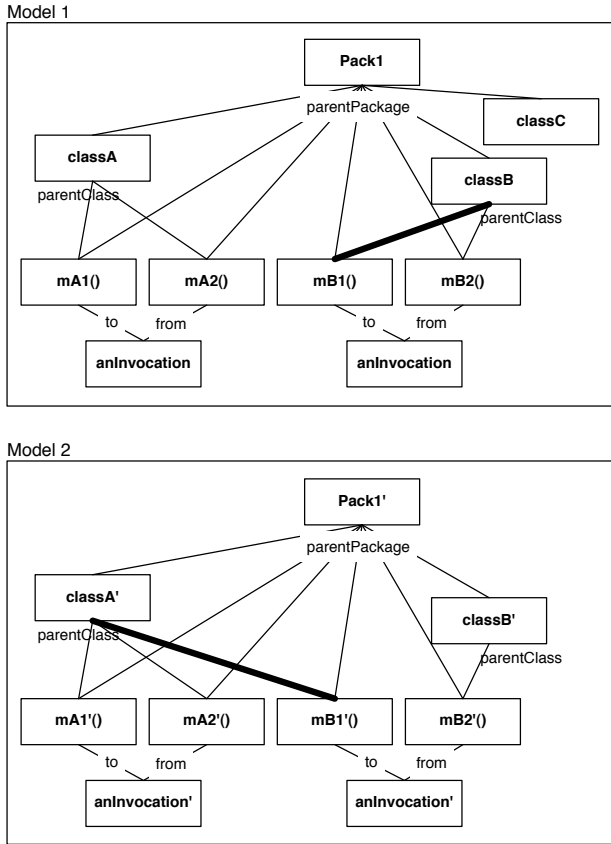 Model 1
Pack1
parentPackage
classC
classA
classB
parentClass
parentClass
mA1() mA2() mB1() mB2()
to from to from
anInvocation anInvocation
Model 2
Pack1'
parentPackage
classA'
classB'
parentClass
parentClass
mA1'() mA2'() mB1'() mB2'()
to from to from
anInvocation' anInvocation'